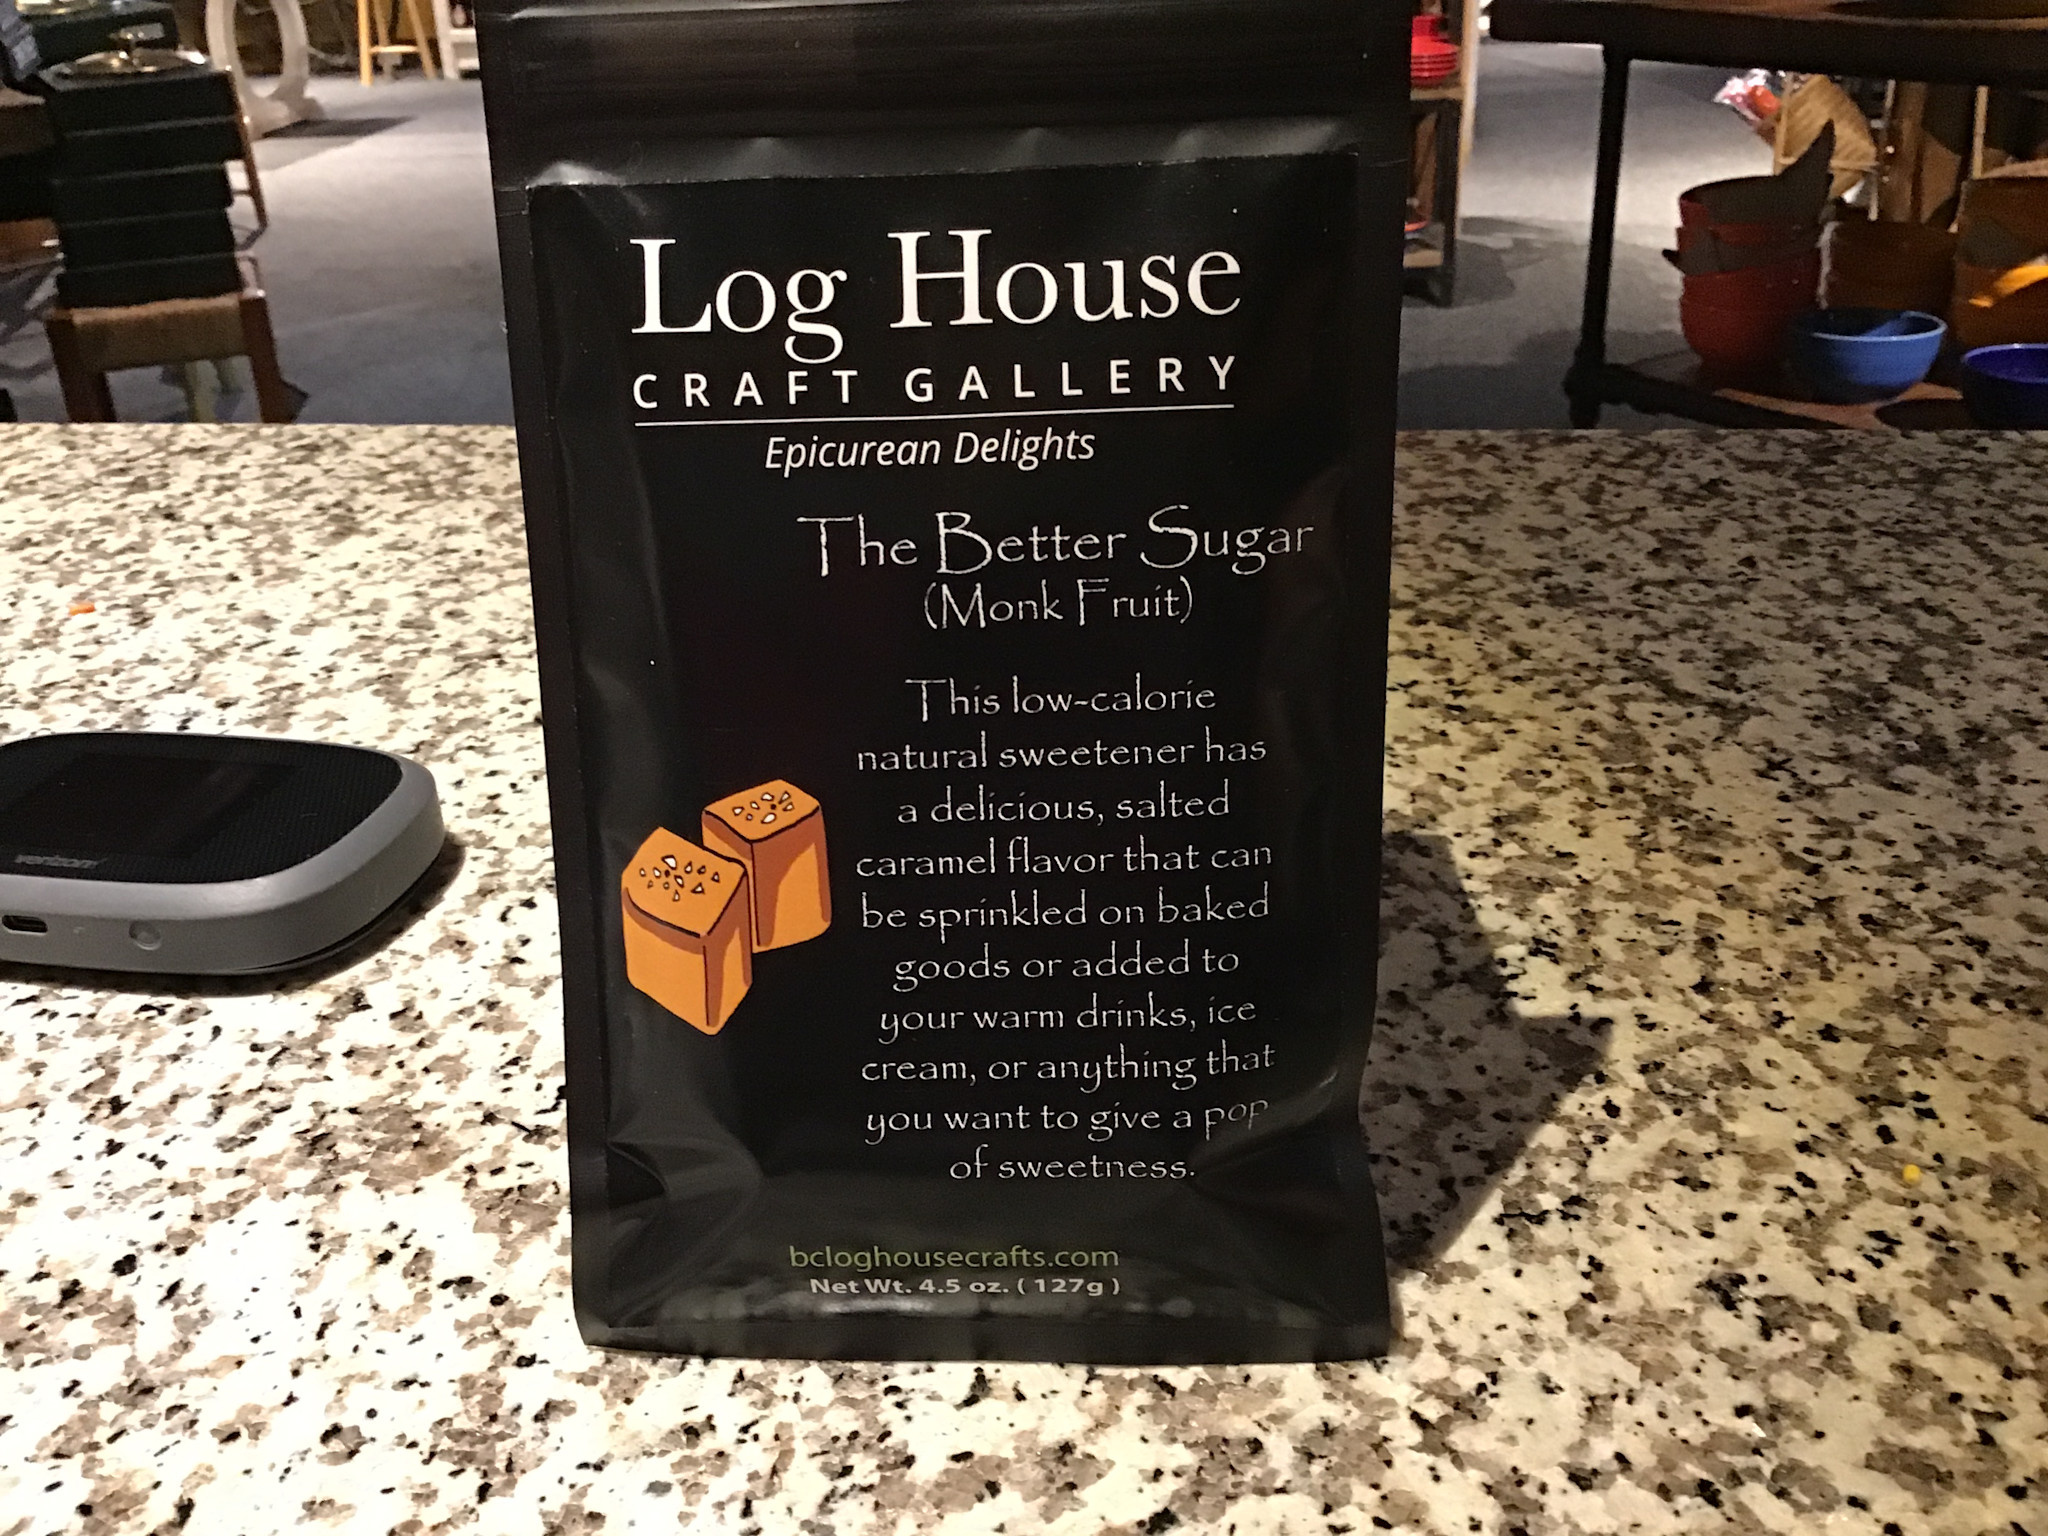 Log House
CRAFT GALLERY
Epicurean Delights
The Better Sugar
(Monk Fruit)
This low-calorie
natural sweetener has
a delicious, salted
caramel flavor that can
be sprinkled on baked
goods or added to
your warm drinks, ice
cream, or anything that
you want to give a pop
of sweetness.
bcloghousecrafts.com
Net Wt. 4.5 oz. ( 127g )
verizon